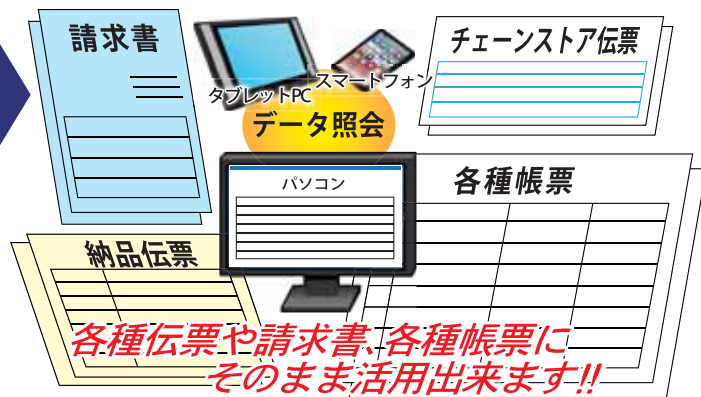 請求書
チェーンストア伝票
タブレットPC
スマートフォン
データ照会
パソコン
各種帳票
納品伝票
各種伝票や請求書、各種帳票に
そのまま活用出来ます!!